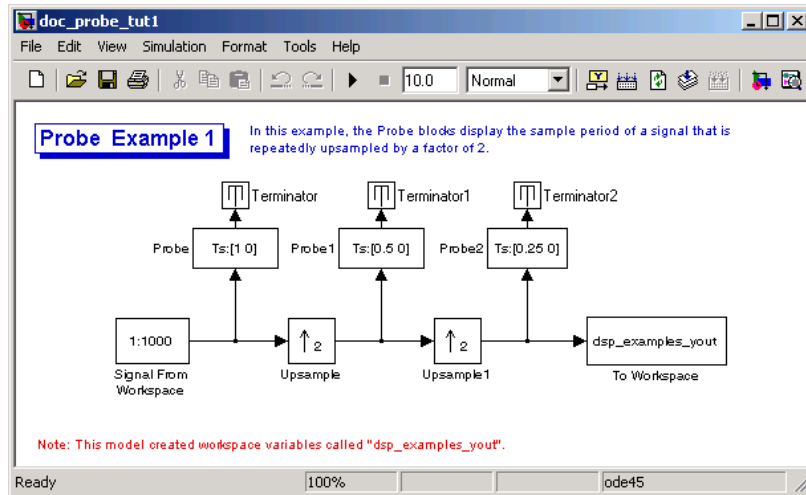 doc_probe_tut1
File Edit View Simulation Format Tools Help
10.0 Normal
Probe Example 1
In this example, the Probe blocks display the sample period of a signal that is
repeatedly upsampled by a factor of 2.
Terminator Terminator1 Terminator2
Probe Ts:[1 0] Probe1 Ts:[0.5 0] Probe2 Ts:[0.25 0]
1:1000 2 2 dsp_examples_yout
Signal From
Workspace
Upsample Upsample1 To Workspace
Note: This model created workspace variables called "dsp_examples_yout".
Ready 100% ode45